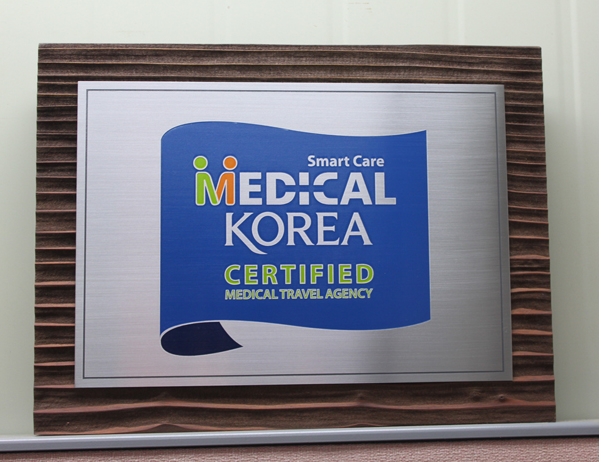 Smart Care
MEDICAL
KOREA
CERTIFIED
MEDICAL TRAVEL AGENCY